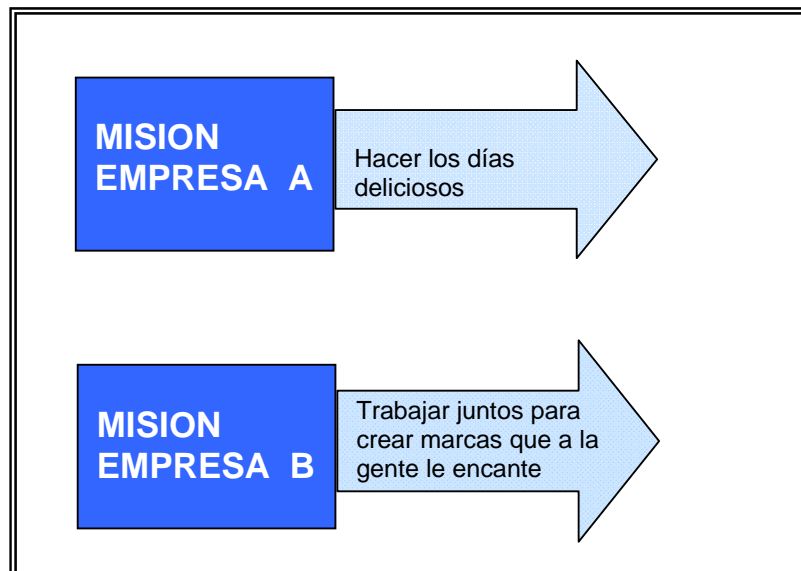 MISION
EMPRESA A
Hacer los días
deliciosos
MISION
EMPRESA B
Trabajar juntos para
crear marcas que a la
gente le encante